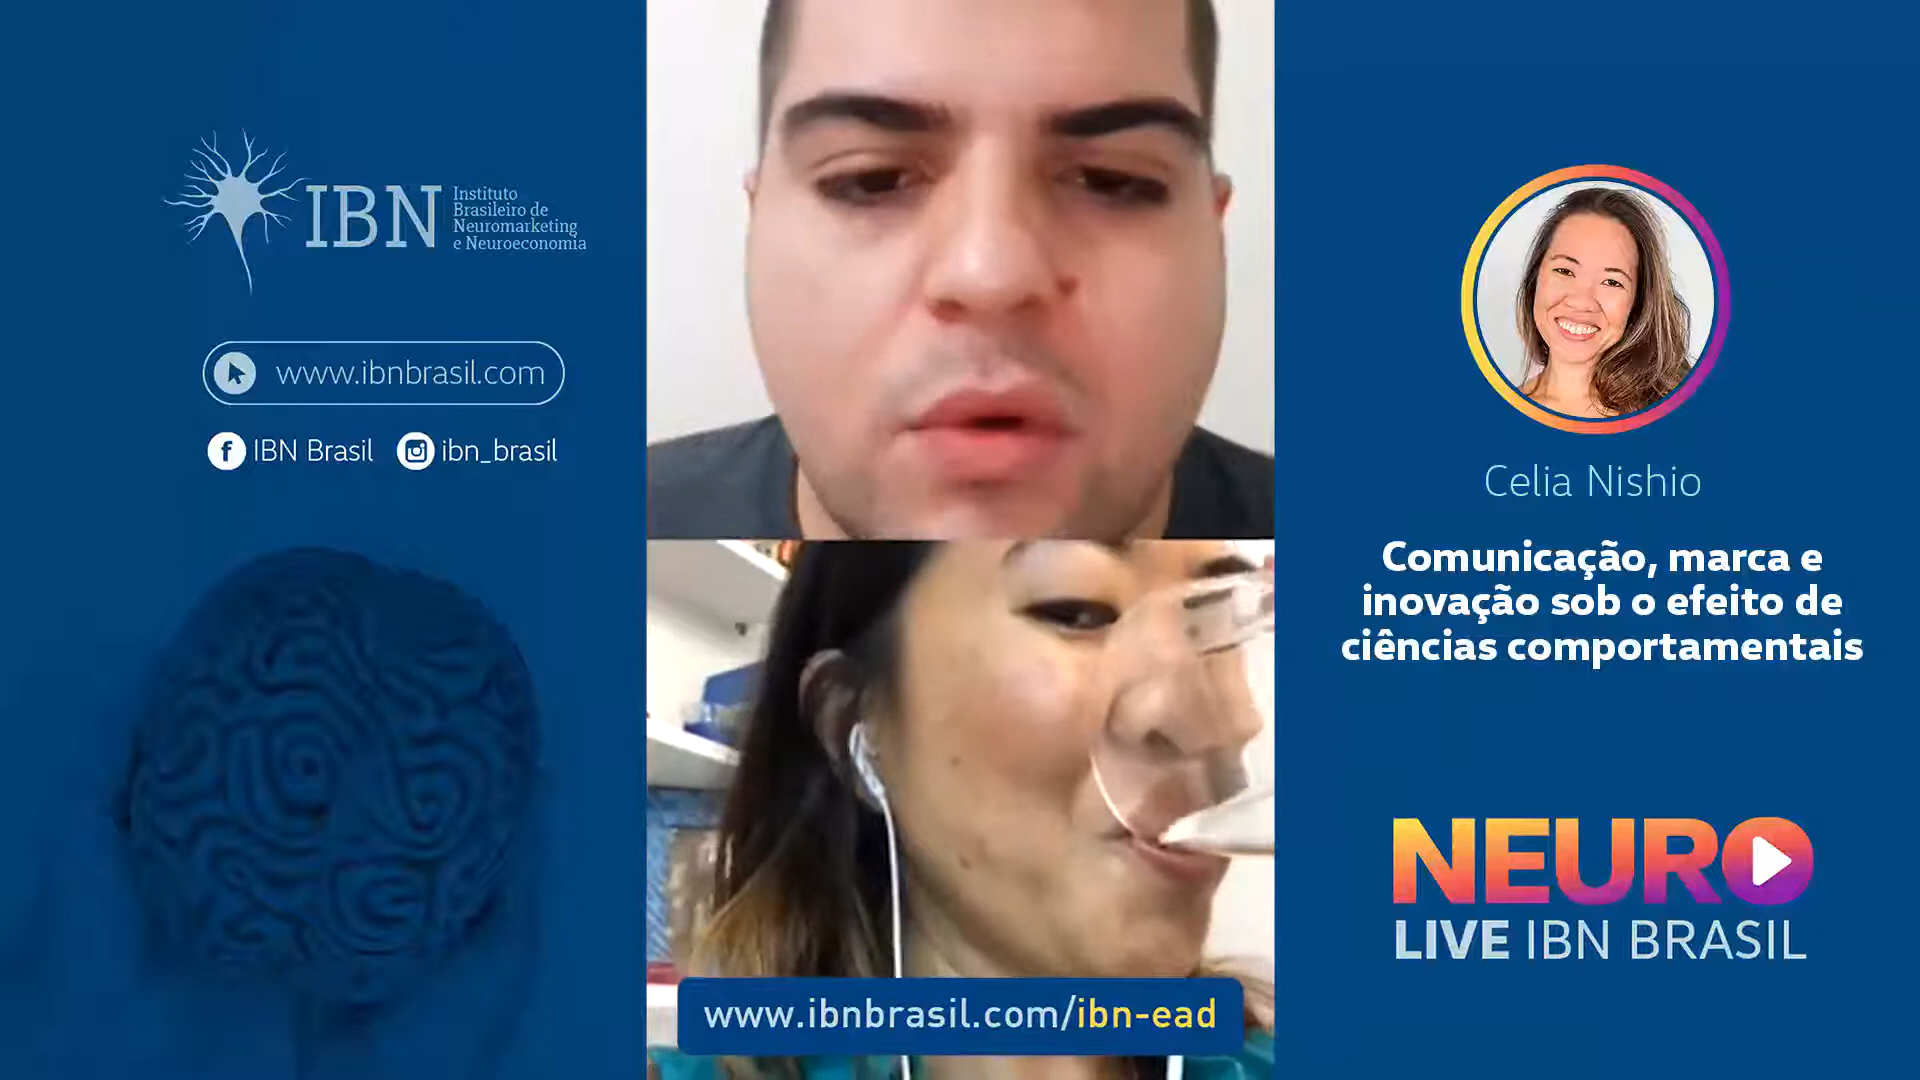 IBN
Instituto
Brasileiro de
Neuromarketing
e Neuroeconomia
www.ibnbrasil.com
IBN Brasil
ibn_brasil
www.ibnbrasil.com/ibn-ead
Celia Nishio
Comunicação, marca e
inovação sob o efeito de
ciências comportamentais
NEURO
LIVE IBN BRASIL